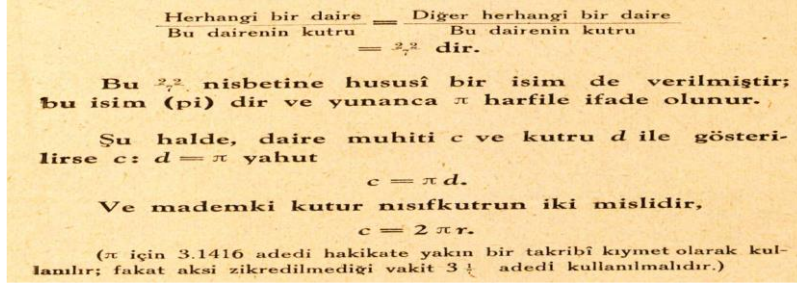 Herhangi bir daire = Diğer herhangi bir daire
Bu dairenin kutru Bu dairenin kutru
= 22/7 dir.
Bu 22/7 nisbetine hususî bir isim de verilmiştir;
bu isim (pi) dir ve yunanca π harfile ifade olunur.
Şu halde, daire muhiti c ve kutru d ile gösteri-
lirse c: d = π yahut
c = π d.
Ve mademki kutur nısıfkutrun iki mislidir,
c = 2 π r.
(π için 3.1416 adedi hakikate yakın bir takribî kıymet olarak kul-
lanılır; fakat aksi zikredilmediği vakit 3 1/7 adedi kullanılmalıdır.)